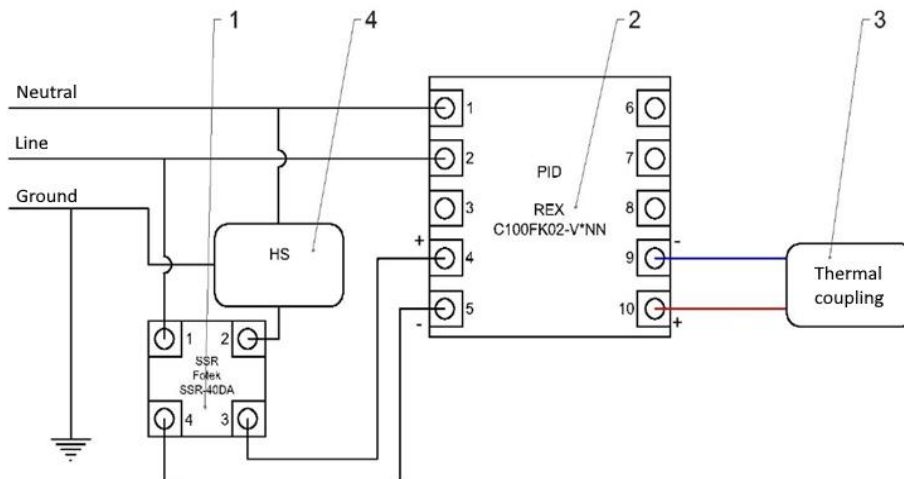 1
4
2
3
Neutral
Line
Ground
1
2
3
+
4
5
-
6
7
8
-
9
10
+
PID
REX
C100FK02-V*NN
HS
Thermal
coupling
1
2
SSR
Fotek
SSR-40DA
4
3